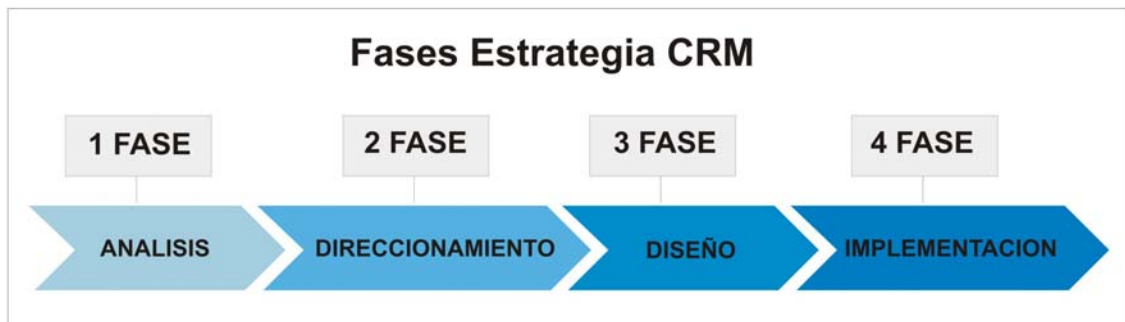 Fases Estrategia CRM
1 FASE
2 FASE
3 FASE
4 FASE
ANALISIS
DIRECCIONAMIENTO
DISEÑO
IMPLEMENTACION